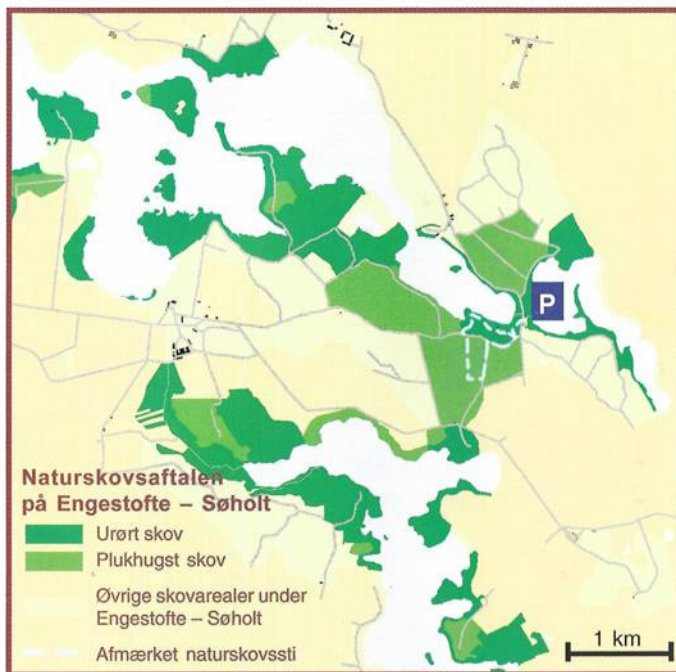 P
Naturskovsaftalen
på Engestofte – Søholt
Urørt skov
Plukhugst skov
Øvrige skovarealer under
Engestofte – Søholt
Afmærket naturskovssti
1 km